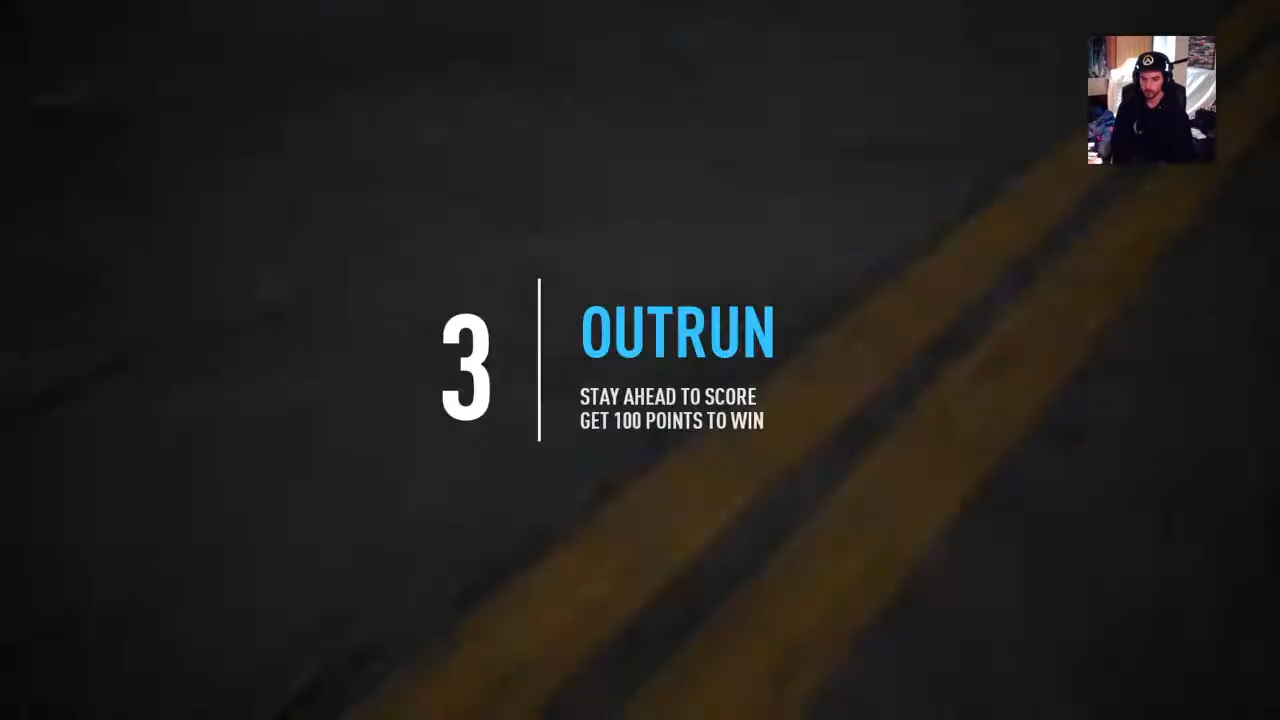 3
OUTRUN
STAY AHEAD TO SCORE
GET 100 POINTS TO WIN